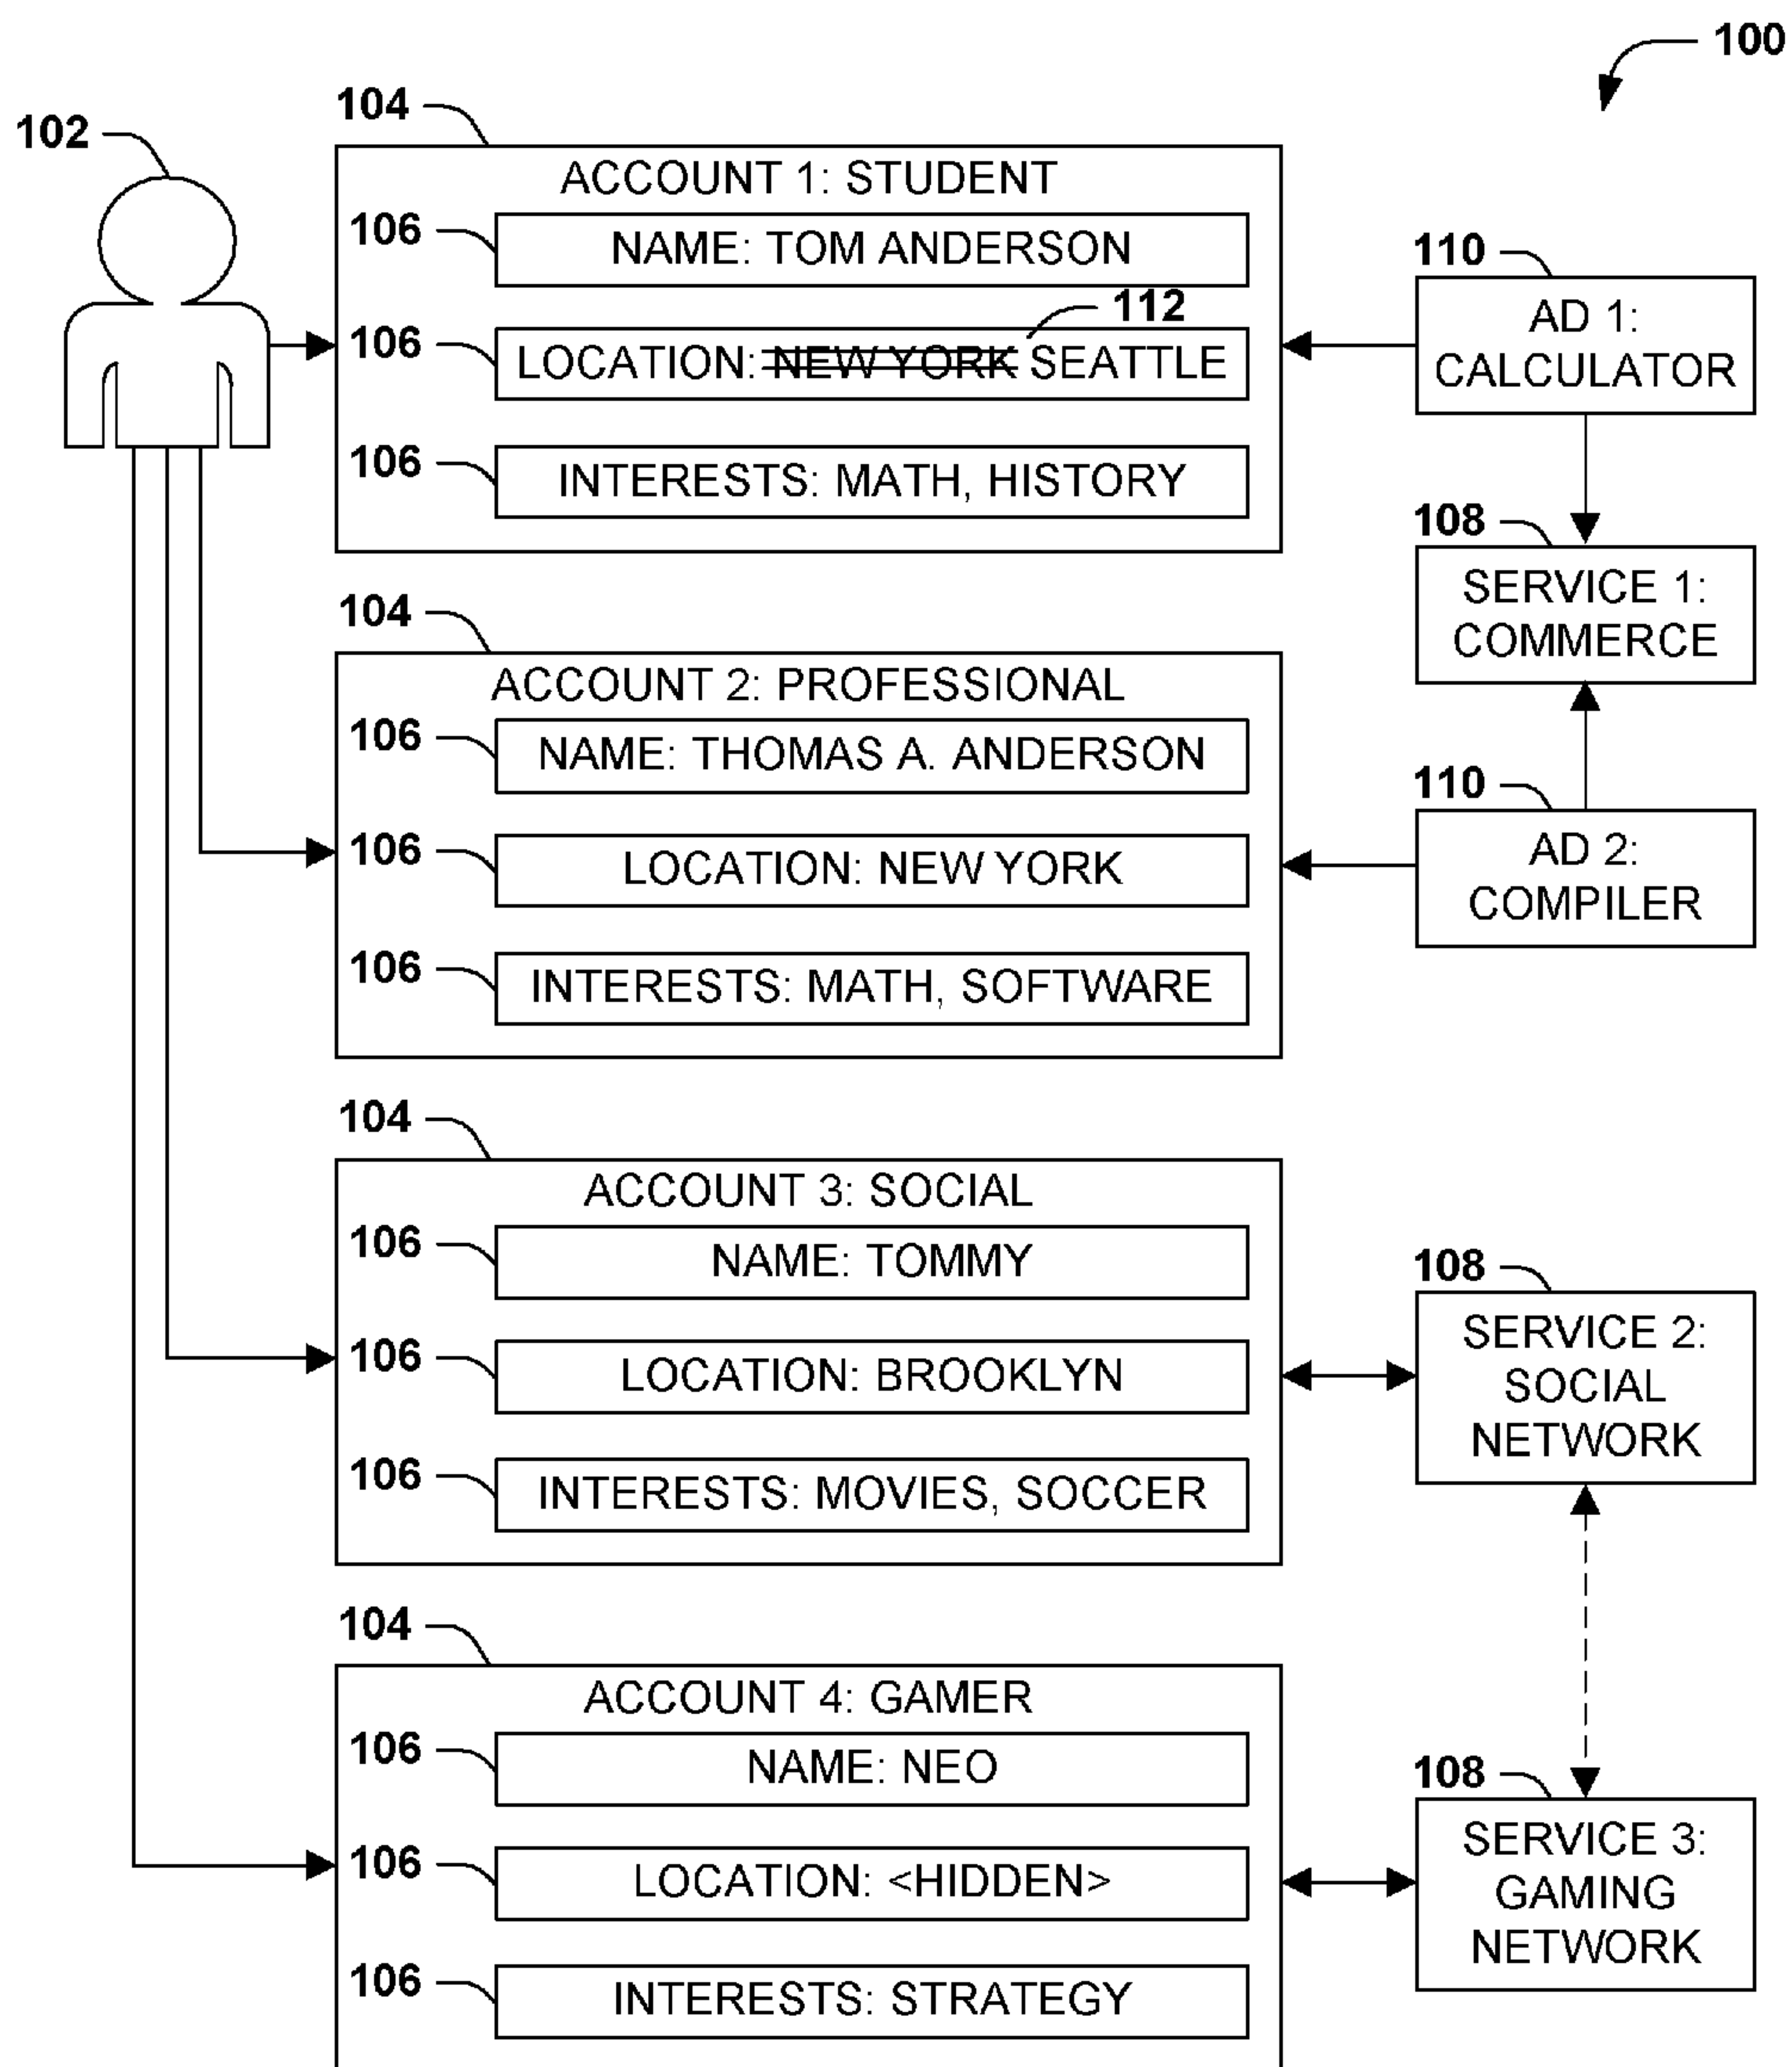 100
102
104
ACCOUNT 1: STUDENT
106
NAME: TOM ANDERSON
112
106
LOCATION: NEW YORK SEATTLE
106
INTERESTS: MATH, HISTORY
110
AD 1:
CALCULATOR
108
SERVICE 1:
COMMERCE
104
ACCOUNT 2: PROFESSIONAL
106
NAME: THOMAS A. ANDERSON
106
LOCATION: NEW YORK
106
INTERESTS: MATH, SOFTWARE
110
AD 2:
COMPILER
104
ACCOUNT 3: SOCIAL
106
NAME: TOMMY
106
LOCATION: BROOKLYN
106
INTERESTS: MOVIES, SOCCER
108
SERVICE 2:
SOCIAL
NETWORK
104
ACCOUNT 4: GAMER
106
NAME: NEO
106
LOCATION: <HIDDEN>
106
INTERESTS: STRATEGY
108
SERVICE 3:
GAMING
NETWORK